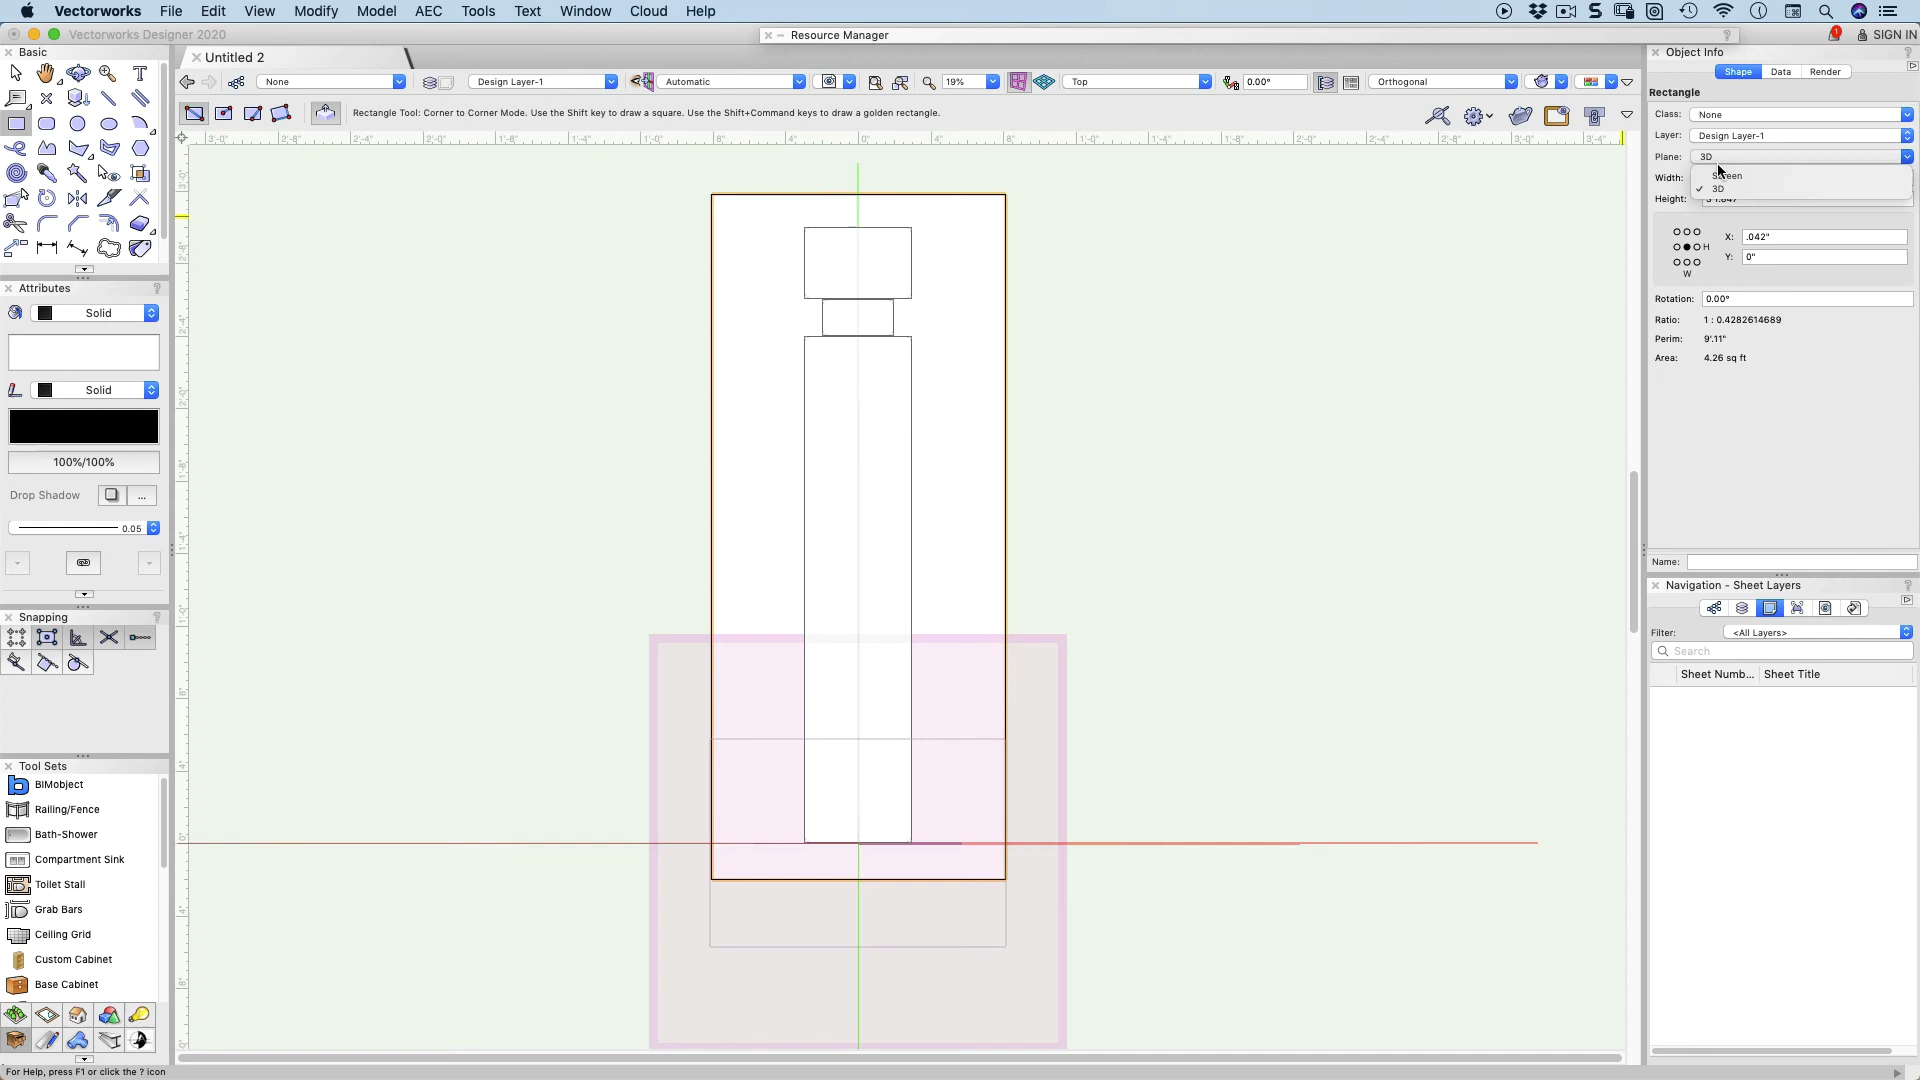 Vectorworks File Edit View Modify Model AEC Tools Text Window Cloud Help
Vectorworks Designer 2020
Resource Manager
SIGN IN
1
Basic
Untitled 2
Object Info
None
Design Layer-1
Automatic
19%
Top
0.00°
Orthogonal
Shape Data Render
Rectangle Tool: Corner to Corner Mode. Use the Shift key to draw a square. Use the Shift+Command keys to draw a golden rectangle.
Rectangle
Class: None
Layer: Design Layer-1
Plane: 3D
Screen
3D
Width:
Height:
X: .042"
H
Y: 0"
W
Rotation: 0.00°
Ratio: 1 : 0.4282614689
Perim: 9'.11"
Area: 4.26 sq ft
Attributes
Solid
Solid
100%/100%
Drop Shadow ...
0.05
Name:
Navigation - Sheet Layers
Snapping
Filter: <All Layers>
Search
Sheet Numb... Sheet Title
Tool Sets
BIMobject
Railing/Fence
Bath-Shower
Compartment Sink
Toilet Stall
Grab Bars
Ceiling Grid
Custom Cabinet
Base Cabinet
For Help, press F1 or click the ? icon